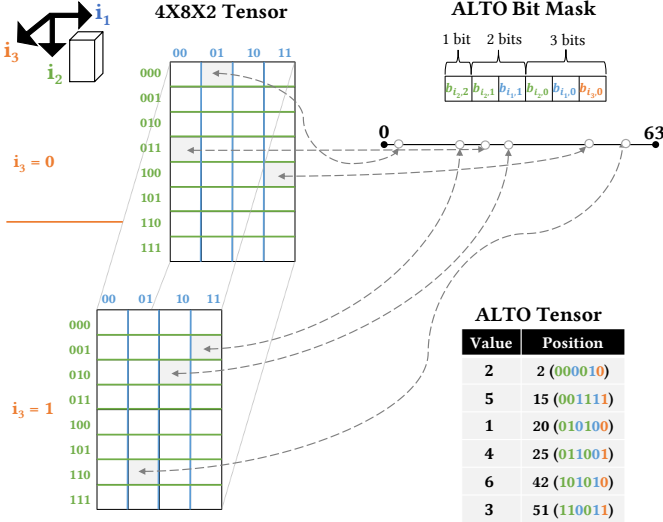 4X8X2 Tensor
ALTO Bit Mask
i₁
i₃
i₂
1 bit 2 bits 3 bits
b_{i₂,2} b_{i₂,1} b_{i₁,1} b_{i₂,0} b_{i₁,0} b_{i₃,0}
00 01 10 11
000
001
010
011
100
101
110
111
i₃ = 0
0 63
00 01 10 11
000
001
010
011
100
101
110
111
i₃ = 1
ALTO Tensor
Value Position
2 2 (000010)
5 15 (001111)
1 20 (010100)
4 25 (011001)
6 42 (101010)
3 51 (110011)